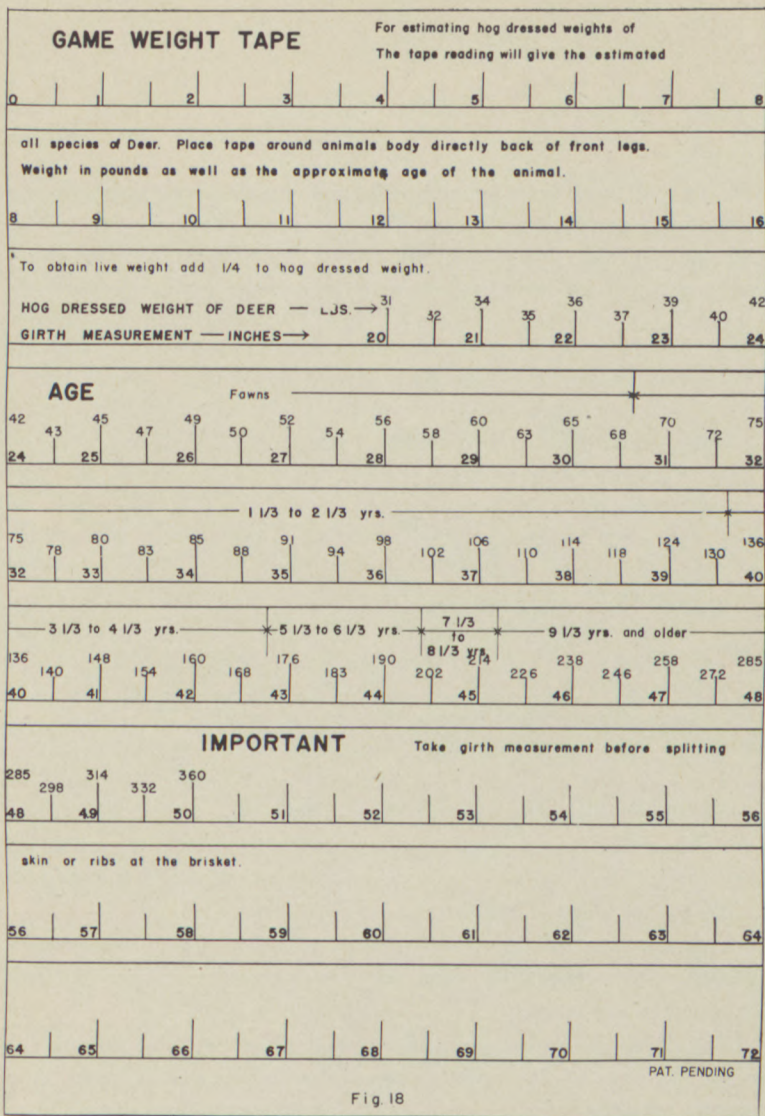 GAME WEIGHT TAPE
For estimating hog dressed weights of
The tape reading will give the estimated
0 1 2 3 4 5 6 7 8
all species of Deer. Place tape around animals body directly back of front legs.
Weight in pounds as well as the approximate age of the animal.
8 9 10 11 12 13 14 15 16
To obtain live weight add 1/4 to hog dressed weight.
HOG DRESSED WEIGHT OF DEER — LJS. → 31 32 34 35 36 37 39 40 42
GIRTH MEASUREMENT — INCHES → 20 21 22 23 24
AGE Fawns
42 43 45 47 49 50 52 54 56 58 60 63 65 68 70 72 75
24 25 26 27 28 29 30 31 32
1 1/3 to 2 1/3 yrs.
75 78 80 83 85 88 91 94 98 102 106 110 114 118 124 130 136
32 33 34 35 36 37 38 39 40
3 1/3 to 4 1/3 yrs. 5 1/3 to 6 1/3 yrs. 7 1/3
to
8 1/3 yrs.
9 1/3 yrs. and older
136 140 148 154 160 168 176 183 190 202 214 226 238 246 258 272 285
40 41 42 43 44 45 46 47 48
IMPORTANT Take girth measurement before splitting
285 298 314 332 360
48 49 50 51 52 53 54 55 56
skin or ribs at the brisket.
56 57 58 59 60 61 62 63 64
64 65 66 67 68 69 70 71 72
PAT. PENDING
Fig. 18